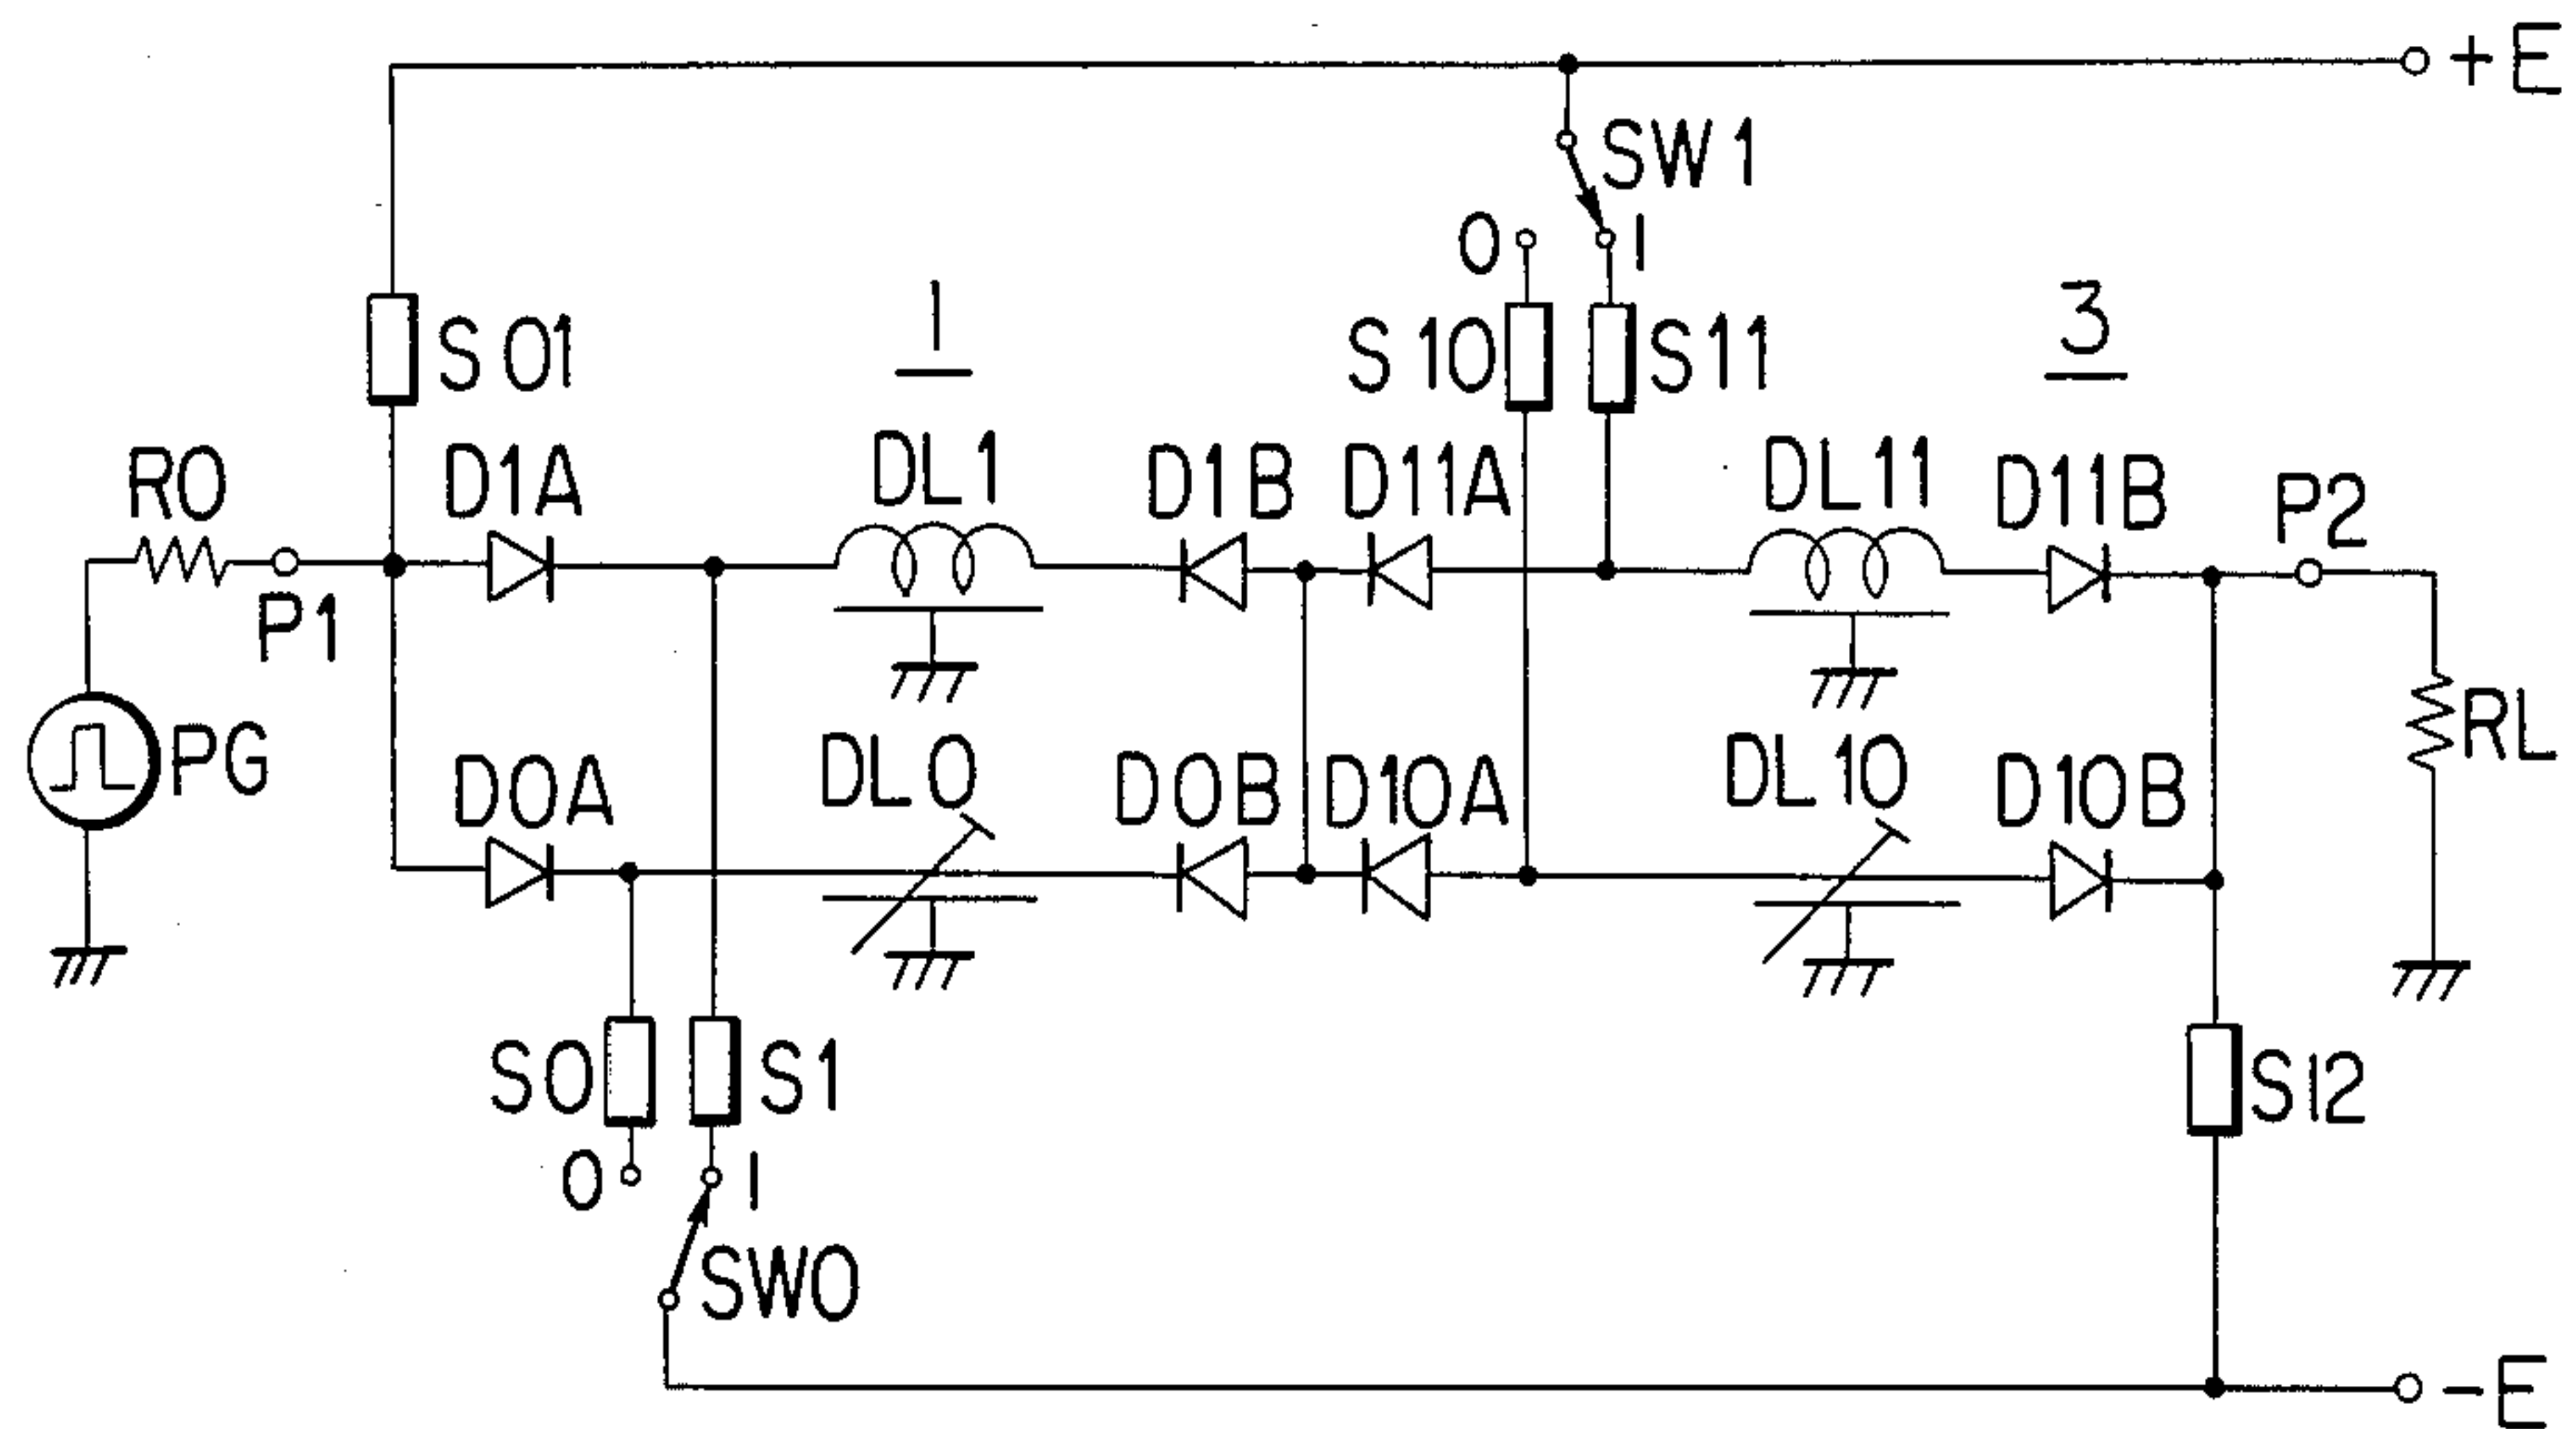 +E
SW1
0
1
S01
1
S10
S11
3
R0
D1A
DL1
D1B
D11A
DL11
D11B
P2
P1
PG
D0A
DL0
D0B
D10A
DL10
D10B
RL
S0
S1
S12
0
1
SW0
-E